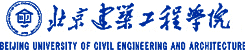 北京建筑工程学院
BEIJING UNIVERSITY OF CIVIL ENGINEERING AND ARCHITECTURE